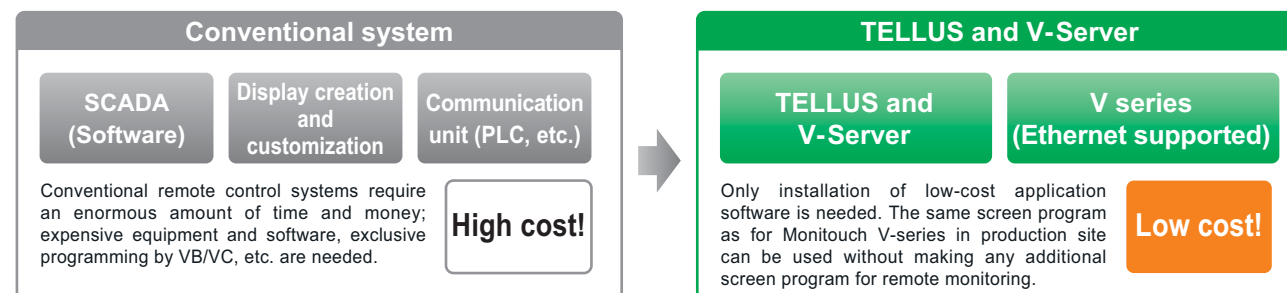 Conventional system
SCADA
(Software)
Display creation
and
customization
Communication
unit (PLC, etc.)
Conventional remote control systems require
an enormous amount of time and money;
expensive equipment and software, exclusive
programming by VB/VC, etc. are needed.
High cost!
TELLUS and V-Server
TELLUS and
V-Server
V series
(Ethernet supported)
Only installation of low-cost application
software is needed. The same screen program
as for Monitouch V-series in production site
can be used without making any additional
screen program for remote monitoring.
Low cost!